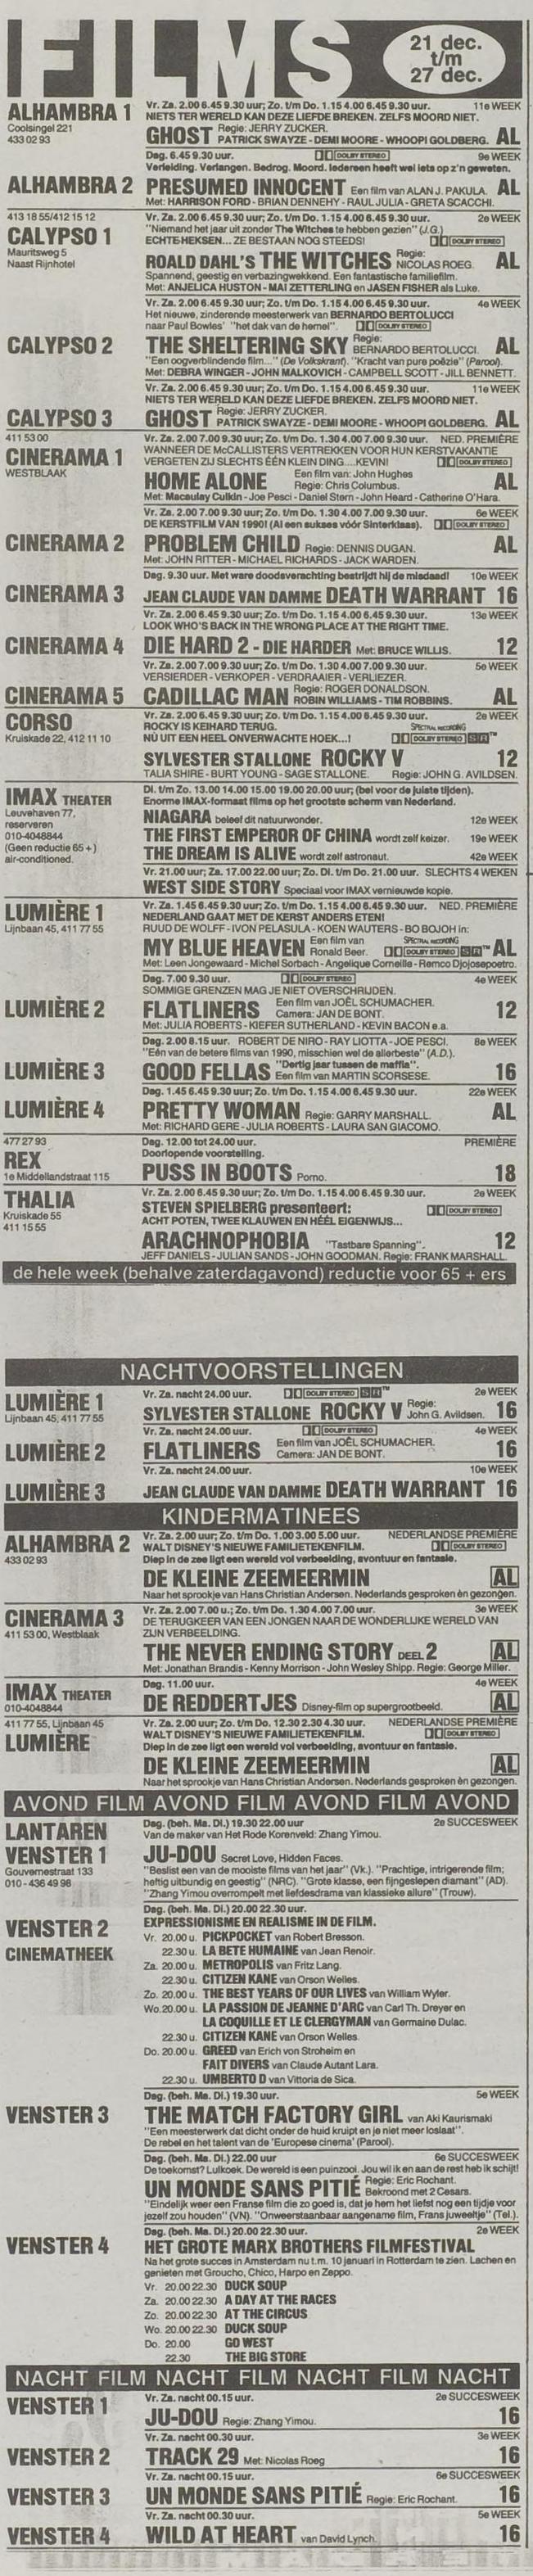 FILMS
21 dec.
t/m
27 dec.
ALHAMBRA 1
Coolsingel 221
433 02 93
Vr. Za. 2.00 6.45 9.30 uur; Zo. t/m Do. 1.15 4.00 6.45 9.30 uur. 11e WEEK
NIETS TER WERELD KAN DEZE LIEFDE BREKEN. ZELFS MOORD NIET.
GHOST Regie: JERRY ZUCKER. PATRICK SWAYZE - DEMI MOORE - WHOOPI GOLDBERG. AL
Dag. 6.45 9.30 uur. DOLBY STEREO 9e WEEK
Verleiding. Verlangen. Bedrog. Moord. Iedereen heeft wel iets op z'n geweten.
ALHAMBRA 2 PRESUMED INNOCENT Een film van ALAN J. PAKULA. AL
Met: HARRISON FORD - BRIAN DENNEHY - RAUL JULIA - GRETA SCACCHI.
413 18 55/412 15 12
CALYPSO 1
Mauritsweg 5
Naast Rijnhotel
Vr. Za. 2.00 6.45 9.30 uur; Zo. t/m Do. 1.15 4.00 6.45 9.30 uur. 2e WEEK
"Niemand het jaar uit zonder The Witches te hebben gezien" (J.G.)
ECHTE HEKSEN... ZE BESTAAN NOG STEEDS! DOLBY STEREO
ROALD DAHL'S THE WITCHES Regie: NICOLAS ROEG. AL
Spannend, geestig en verbazingwekkend. Een fantastische familiefilm.
Met: ANJELICA HUSTON - MAI ZETTERLING en JASEN FISHER als Luke.
Vr. Za. 2.00 6.45 9.30 uur; Zo. t/m Do. 1.15 4.00 6.45 9.30 uur. 4e WEEK
Het nieuwe, zinderende meesterwerk van BERNARDO BERTOLUCCI
naar Paul Bowles' "het dak van de hemel". DOLBY STEREO
CALYPSO 2 THE SHELTERING SKY Regie: BERNARDO BERTOLUCCI. AL
"Een oogverblindende film..." (De Volkskrant). "Kracht van pure poëzie" (Parool).
Met: DEBRA WINGER - JOHN MALKOVICH - CAMPBELL SCOTT - JILL BENNETT.
Vr. Za. 2.00 6.45 9.30 uur; Zo. t/m Do. 1.15 4.00 6.45 9.30 uur. 11e WEEK
NIETS TER WERELD KAN DEZE LIEFDE BREKEN. ZELFS MOORD NIET.
CALYPSO 3 GHOST Regie: JERRY ZUCKER. PATRICK SWAYZE - DEMI MOORE - WHOOPI GOLDBERG. AL
411 53 00
CINERAMA 1
WESTBLAAK
Vr. Za. 2.00 7.00 9.30 uur; Zo. t/m Do. 1.30 4.00 7.00 9.30 uur. NED. PREMIÈRE
WANNEER DE McCALLISTERS VERTREKKEN VOOR HUN KERSTVAKANTIE
VERGETEN ZIJ SLECHTS ÉÉN KLEIN DING....KEVIN! DOLBY STEREO
HOME ALONE Een film van: John Hughes Regie: Chris Columbus. AL
Met: Macaulay Culkin - Joe Pesci - Daniel Stern - John Heard - Catherine O'Hara.
Vr. Za. 2.00 7.00 9.30 uur; Zo. t/m Do. 1.30 4.00 7.00 9.30 uur. 6e WEEK
DE KERSTFILM VAN 1990! (Al een sukses vóór Sinterklaas). DOLBY STEREO
CINERAMA 2 PROBLEM CHILD Regie: DENNIS DUGAN. AL
Met: JOHN RITTER - MICHAEL RICHARDS - JACK WARDEN.
Dag. 9.30 uur. Met ware doodsverachting bestrijdt hij de misdaad! 10e WEEK
CINERAMA 3 JEAN CLAUDE VAN DAMME DEATH WARRANT 16
Vr. Za. 2.00 6.45 9.30 uur; Zo. t/m Do. 1.15 4.00 6.45 9.30 uur. 13e WEEK
LOOK WHO'S BACK IN THE WRONG PLACE AT THE RIGHT TIME.
CINERAMA 4 DIE HARD 2 - DIE HARDER Met: BRUCE WILLIS. 12
Vr. Za. 2.00 7.00 9.30 uur; Zo. t/m Do. 1.30 4.00 7.00 9.30 uur. 5e WEEK
VERSIERDER - VERKOPER - VERDRAAIER - VERLIEZER.
CINERAMA 5 CADILLAC MAN Regie: ROGER DONALDSON. ROBIN WILLIAMS - TIM ROBBINS. AL
CORSO
Kruiskade 22, 412 11 10
Vr. Za. 2.00 6.45 9.30 uur; Zo. t/m Do. 1.15 4.00 6.45 9.30 uur. 2e WEEK
ROCKY IS KEIHARD TERUG. SPECTRAL RECORDING
NÙ UIT EEN HEEL ONVERWACHTE HOEK...! DOLBY STEREO SR™
SYLVESTER STALLONE ROCKY V 12
TALIA SHIRE - BURT YOUNG - SAGE STALLONE. Regie: JOHN G. AVILDSEN.
IMAX THEATER
Leuvehaven 77,
reserveren
010-4048844
(Geen reductie 65 +)
air-conditioned.
Di. t/m Zo. 13.00 14.00 15.00 19.00 20.00 uur; (bel voor de juiste tijden).
Enorme IMAX-formaat films op het grootste scherm van Nederland.
NIAGARA beleef dit natuurwonder. 12e WEEK
THE FIRST EMPEROR OF CHINA wordt zelf keizer. 19e WEEK
THE DREAM IS ALIVE wordt zelf astronaut. 42e WEEK
Vr. 21.00 uur; Za. 17.00 22.00 uur; Zo. Di. t/m Do. 21.00 uur. SLECHTS 4 WEKEN
WEST SIDE STORY Speciaal voor IMAX vernieuwde kopie.
LUMIÈRE 1
Lijnbaan 45, 411 77 55
Vr. Za. 1.45 6.45 9.30 uur; Zo. t/m Do. 1.15 4.00 6.45 9.30 uur. NED. PREMIÈRE
NEDERLAND GAAT MET DE KERST ANDERS ETEN!
RUUD DE WOLFF - IVON PELASULA - KOEN WAUTERS - BO BOJOH in:
MY BLUE HEAVEN Een film van Ronald Beer. SPECTRAL RECORDING DOLBY STEREO SR™ AL
Met: Leen Jongewaard - Michel Sorbach - Angelique Corneille - Remco Djojosepoetro.
Dag. 7.00 9.30 uur. DOLBY STEREO 4e WEEK
SOMMIGE GRENZEN MAG JE NIET OVERSCHRIJDEN.
LUMIÈRE 2 FLATLINERS Een film van JOËL SCHUMACHER. Camera: JAN DE BONT. 12
Met: JULIA ROBERTS - KIEFER SUTHERLAND - KEVIN BACON e.a.
Dag. 2.00 8.15 uur. ROBERT DE NIRO - RAY LIOTTA - JOE PESCI. 8e WEEK
"Eén van de betere films van 1990, misschien wel de allerbeste" (A.D.).
LUMIÈRE 3 GOOD FELLAS "Dertig jaar tussen de maffia". Een film van MARTIN SCORSESE. 16
Dag. 1.45 6.45 9.30 uur; Zo. t/m Do. 1.15 4.00 6.45 9.30 uur. 22e WEEK
LUMIÈRE 4 PRETTY WOMAN Regie: GARRY MARSHALL. AL
Met: RICHARD GERE - JULIA ROBERTS - LAURA SAN GIACOMO.
477 27 93
REX
1e Middellandstraat 115
Dag. 12.00 tot 24.00 uur. PREMIÈRE
Doorlopende voorstelling.
PUSS IN BOOTS Porno. 18
THALIA
Kruiskade 55
411 15 55
Vr. Za. 2.00 6.45 9.30 uur; Zo. t/m Do. 1.15 4.00 6.45 9.30 uur. 2e WEEK
STEVEN SPIELBERG presenteert: DOLBY STEREO
ACHT POTEN, TWEE KLAUWEN EN HÉÉL EIGENWIJS...
ARACHNOPHOBIA "Tastbare Spanning". 12
JEFF DANIELS - JULIAN SANDS - JOHN GOODMAN. Regie: FRANK MARSHALL.
de hele week (behalve zaterdagavond) reductie voor 65 + ers
NACHTVOORSTELLINGEN
LUMIÈRE 1
Lijnbaan 45, 411 77 55
Vr. Za. nacht 24.00 uur. DOLBY STEREO SR™ 2e WEEK
SYLVESTER STALLONE ROCKY V Regie: John G. Avildsen. 16
Vr. Za. nacht 24.00 uur. DOLBY STEREO 4e WEEK
LUMIÈRE 2 FLATLINERS Een film van JOËL SCHUMACHER. Camera: JAN DE BONT. 16
Vr. Za. nacht 24.00 uur. 10e WEEK
LUMIÈRE 3 JEAN CLAUDE VAN DAMME DEATH WARRANT 16
KINDERMATINEES
ALHAMBRA 2
433 02 93
Vr. Za. 2.00 uur; Zo. t/m Do. 1.00 3.00 5.00 uur. NEDERLANDSE PREMIÈRE
WALT DISNEY'S NIEUWE FAMILIETEKENFILM. DOLBY STEREO
Diep in de zee ligt een wereld vol verbeelding, avontuur en fantasie.
DE KLEINE ZEEMEERMIN AL
Naar het sprookje van Hans Christian Andersen. Nederlands gesproken èn gezongen.
CINERAMA 3
411 53 00, Westblaak
Vr. Za. 2.00 7.00 u.; Zo. t/m Do. 1.30 4.00 7.00 uur. 3e WEEK
DE TERUGKEER VAN EEN JONGEN NAAR DE WONDERLIJKE WERELD VAN
ZIJN VERBEELDING.
THE NEVER ENDING STORY DEEL 2 AL
Met: Jonathan Brandis - Kenny Morrison - John Wesley Shipp. Regie: George Miller.
IMAX THEATER
010-4048844
Dag. 11.00 uur. 4e WEEK
DE REDDERTJES Disney-film op supergrootbeeld. AL
411 77 55, Lijnbaan 45
LUMIÈRE
Vr. Za. 2.00 uur; Zo. t/m Do. 12.30 2.30 4.30 uur. NEDERLANDSE PREMIÈRE
WALT DISNEY'S NIEUWE FAMILIETEKENFILM. DOLBY STEREO
Diep in de zee ligt een wereld vol verbeelding, avontuur en fantasie.
DE KLEINE ZEEMEERMIN AL
Naar het sprookje van Hans Christian Andersen. Nederlands gesproken èn gezongen.
AVOND FILM AVOND FILM AVOND FILM AVOND FILM AVOND
LANTAREN
VENSTER 1
Gouvernestraat 133
010 - 436 49 98
Dag. (beh. Ma. Di.) 19.30 22.00 uur 2e SUCCESWEEK
Van de maker van Het Rode Korenveld: Zhang Yimou.
JU-DOU Secret Love, Hidden Faces.
"Beslist een van de mooiste films van het jaar" (Vk.). "Prachtige, intrigerende film;
heftig uitbundig en geestig" (NRC). "Grote klasse, een fijngeslepen diamant" (AD).
"Zhang Yimou overrompelt met liefdesdrama van klassieke allure" (Trouw).
VENSTER 2
CINEMATHEEK
Dag. (beh. Ma. Di.) 20.00 22.30 uur.
EXPRESSIONISME EN REALISME IN DE FILM.
Vr. 20.00 u. PICKPOCKET van Robert Bresson.
22.30 u. LA BETE HUMAINE van Jean Renoir.
Za. 20.00 u. METROPOLIS van Fritz Lang.
22.30 u. CITIZEN KANE van Orson Welles.
Zo. 20.00 u. THE BEST YEARS OF OUR LIVES van William Wyler.
Wo. 20.00 u. LA PASSION DE JEANNE D'ARC van Carl Th. Dreyer en
LA COQUILLE ET LE CLERGYMAN van Germaine Dulac.
22.30 u. CITIZEN KANE van Orson Welles.
Do. 20.00 u. GREED van Erich von Stroheim en
FAIT DIVERS van Claude Autant Lara.
22.30 u. UMBERTO D van Vittoria de Sica.
Dag. (beh. Ma. Di.) 19.30 uur. 5e WEEK
VENSTER 3 THE MATCH FACTORY GIRL van Aki Kaurismaki
"Een meesterwerk dat dicht onder de huid kruipt en je niet meer loslaat".
De rebel en het talent van de 'Europese cinema' (Parool).
Dag. (beh. Ma. Di.) 22.00 uur 6e SUCCESWEEK
De toekomst? Lulkoek. De wereld is een puinzooi. Jou wil ik en aan de rest heb ik schijt!
UN MONDE SANS PITIÉ Regie: Eric Rochant. Bekroond met 2 Cesars.
"Eindelijk weer een Franse film die zo goed is, dat je hem het liefst nog een tijdje voor
jezelf zou houden" (VN). "Onweerstaanbaar aangename film, Frans juweeltje" (Tel.).
Dag. (beh. Ma. Di.) 20.00 22.30 uur. 2e WEEK
VENSTER 4 HET GROTE MARX BROTHERS FILMFESTIVAL
Na het grote succes in Amsterdam nu t.m. 10 januari in Rotterdam te zien. Lachen en
genieten met Groucho, Chico, Harpo en Zeppo.
Vr. 20.00 22.30 DUCK SOUP
Za. 20.00 22.30 A DAY AT THE RACES
Zo. 20.00 22.30 AT THE CIRCUS
Wo. 20.00 22.30 DUCK SOUP
Do. 20.00 GO WEST
22.30 THE BIG STORE
NACHT FILM NACHT FILM NACHT FILM NACHT FILM NACHT
Vr. Za. nacht 00.15 uur. 2e SUCCESWEEK
VENSTER 1 JU-DOU Regie: Zhang Yimou. 16
Vr. Za. nacht 00.30 uur. 3e WEEK
VENSTER 2 TRACK 29 Met: Nicolas Roeg 16
Vr. Za. nacht 00.15 uur. 6e SUCCESWEEK
VENSTER 3 UN MONDE SANS PITIÉ Regie: Eric Rochant. 16
Vr. Za. nacht 00.30 uur. 5e WEEK
VENSTER 4 WILD AT HEART van David Lynch. 16